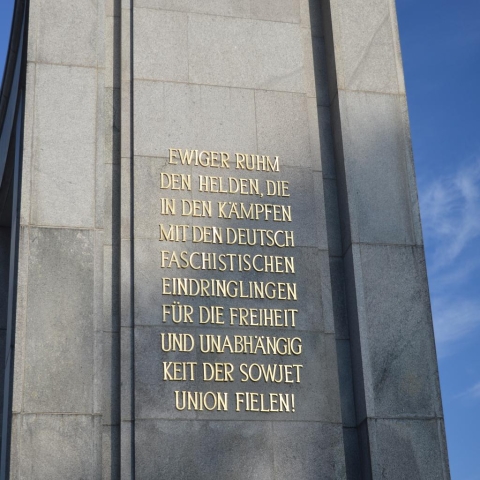 EWIGER RUHM
DEN HELDEN, DIE
IN DEN KÄMPFEN
MIT DEN DEUTSCH
FASCHISTISCHEN
EINDRINGLINGEN
FÜR DIE FREIHEIT
UND UNABHÄNGIG
KEIT DER SOWJET
UNION FIELEN!